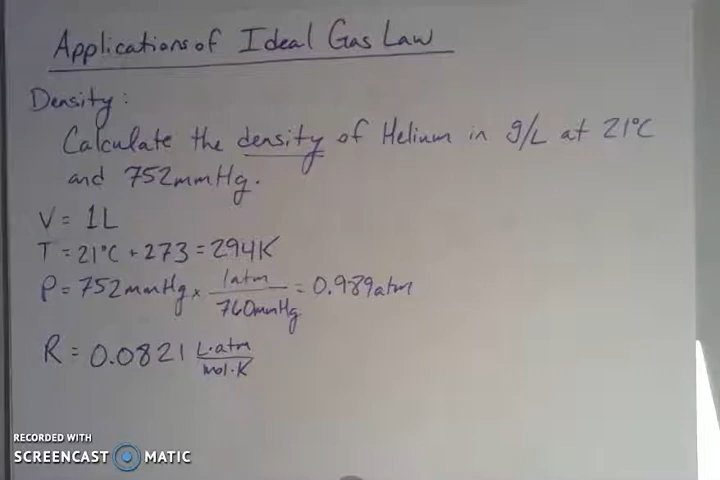 Applications of Ideal Gas Law
Density:
Calculate the density of Helium in g/L at 21°C
and 752mmHg.
V = 1L
T = 21°C + 273 = 294K
P = 752mmHg × 1atm/760mmHg = 0.989atm
R = 0.0821 L·atm/mol·K
RECORDED WITH
SCREENCAST MATIC